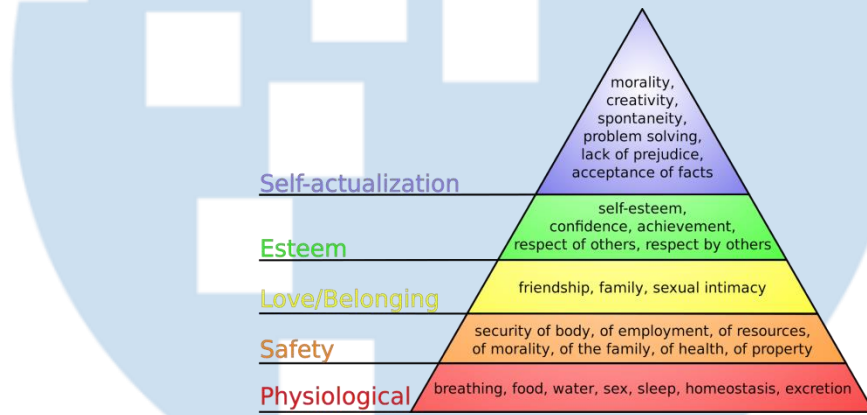 morality,
creativity,
spontaneity,
problem solving,
lack of prejudice,
acceptance of facts
Self-actualization
self-esteem,
confidence, achievement,
respect of others, respect by others
Esteem
friendship, family, sexual intimacy
Love/Belonging
security of body, of employment, of resources,
of morality, of the family, of health, of property
Safety
breathing, food, water, sex, sleep, homeostasis, excretion
Physiological